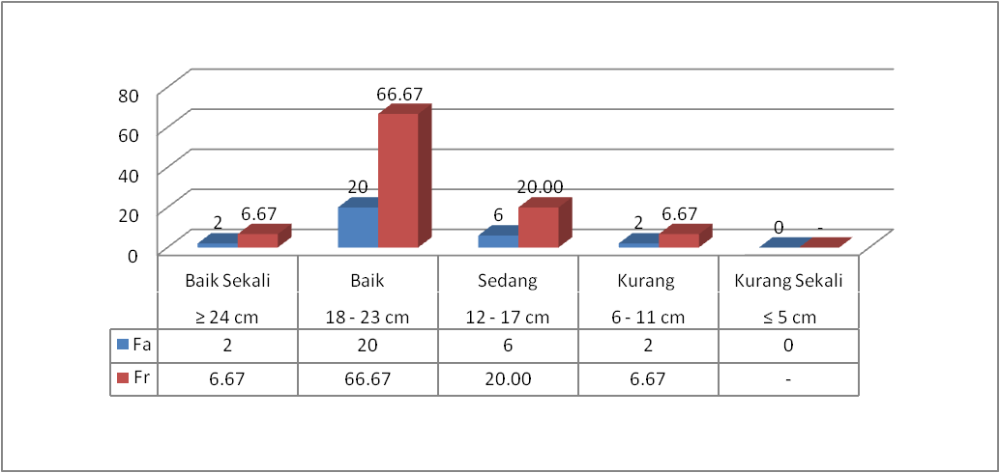 80
60
40
20
0
2 6.67 20 66.67 6 20.00 2 6.67 0 -
Baik Sekali Baik Sedang Kurang Kurang Sekali
≥ 24 cm 18 - 23 cm 12 - 17 cm 6 - 11 cm ≤ 5 cm
Fa 2 20 6 2 0
Fr 6.67 66.67 20.00 6.67 -